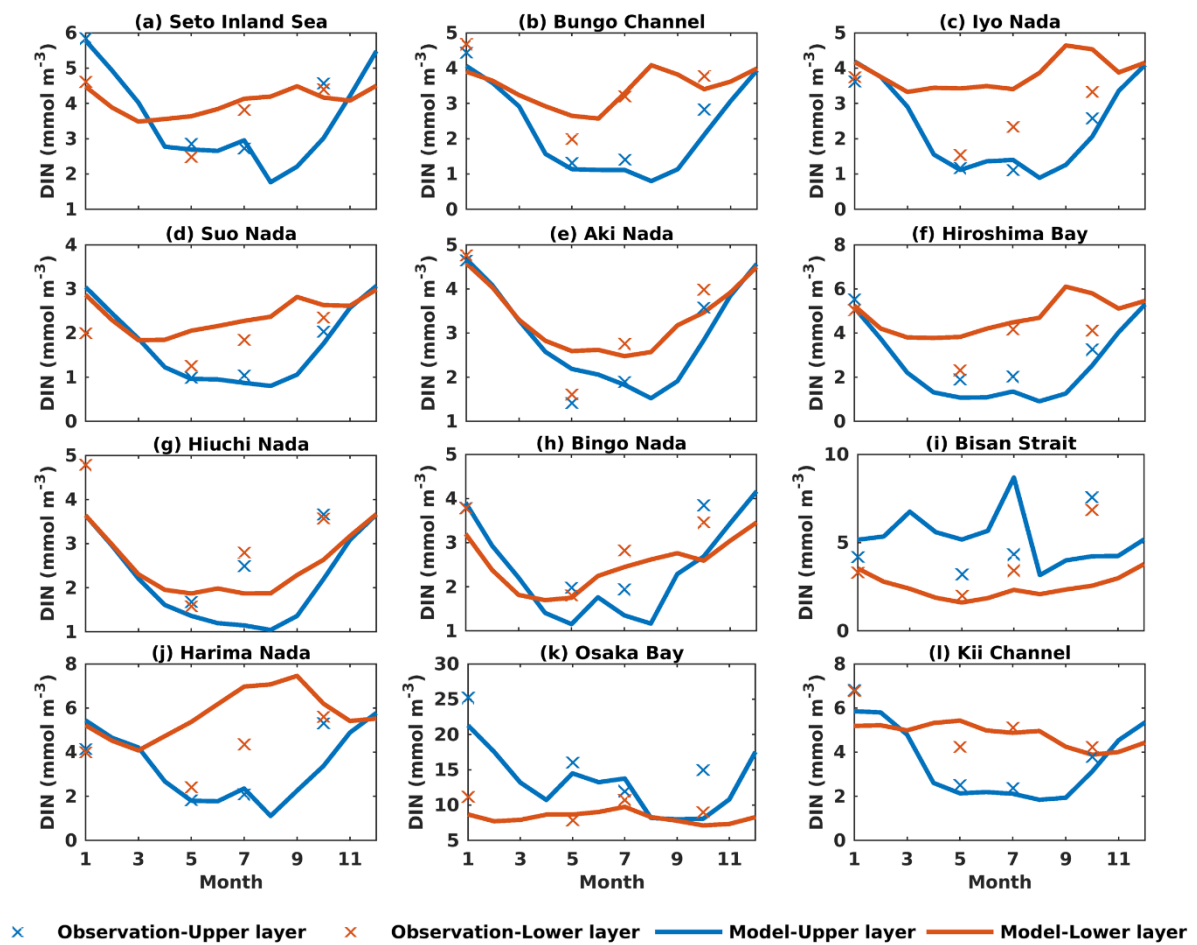 (a) Seto Inland Sea
(b) Bungo Channel
(c) Iyo Nada
DIN (mmol m⁻³)
6
5
4
3
2
1
DIN (mmol m⁻³)
5
4
3
2
1
0
DIN (mmol m⁻³)
5
4
3
2
1
0
(d) Suo Nada
(e) Aki Nada
(f) Hiroshima Bay
DIN (mmol m⁻³)
4
3
2
1
0
DIN (mmol m⁻³)
5
4
3
2
1
DIN (mmol m⁻³)
8
6
4
2
0
(g) Hiuchi Nada
(h) Bingo Nada
(i) Bisan Strait
DIN (mmol m⁻³)
5
4
3
2
1
DIN (mmol m⁻³)
5
4
3
2
1
DIN (mmol m⁻³)
10
5
0
(j) Harima Nada
(k) Osaka Bay
(l) Kii Channel
DIN (mmol m⁻³)
8
6
4
2
0
DIN (mmol m⁻³)
30
25
20
15
10
5
DIN (mmol m⁻³)
8
6
4
2
0
1 3 5 7 9 11
1 3 5 7 9 11
1 3 5 7 9 11
Month
Month
Month
Observation-Upper layer
Observation-Lower layer
Model-Upper layer
Model-Lower layer